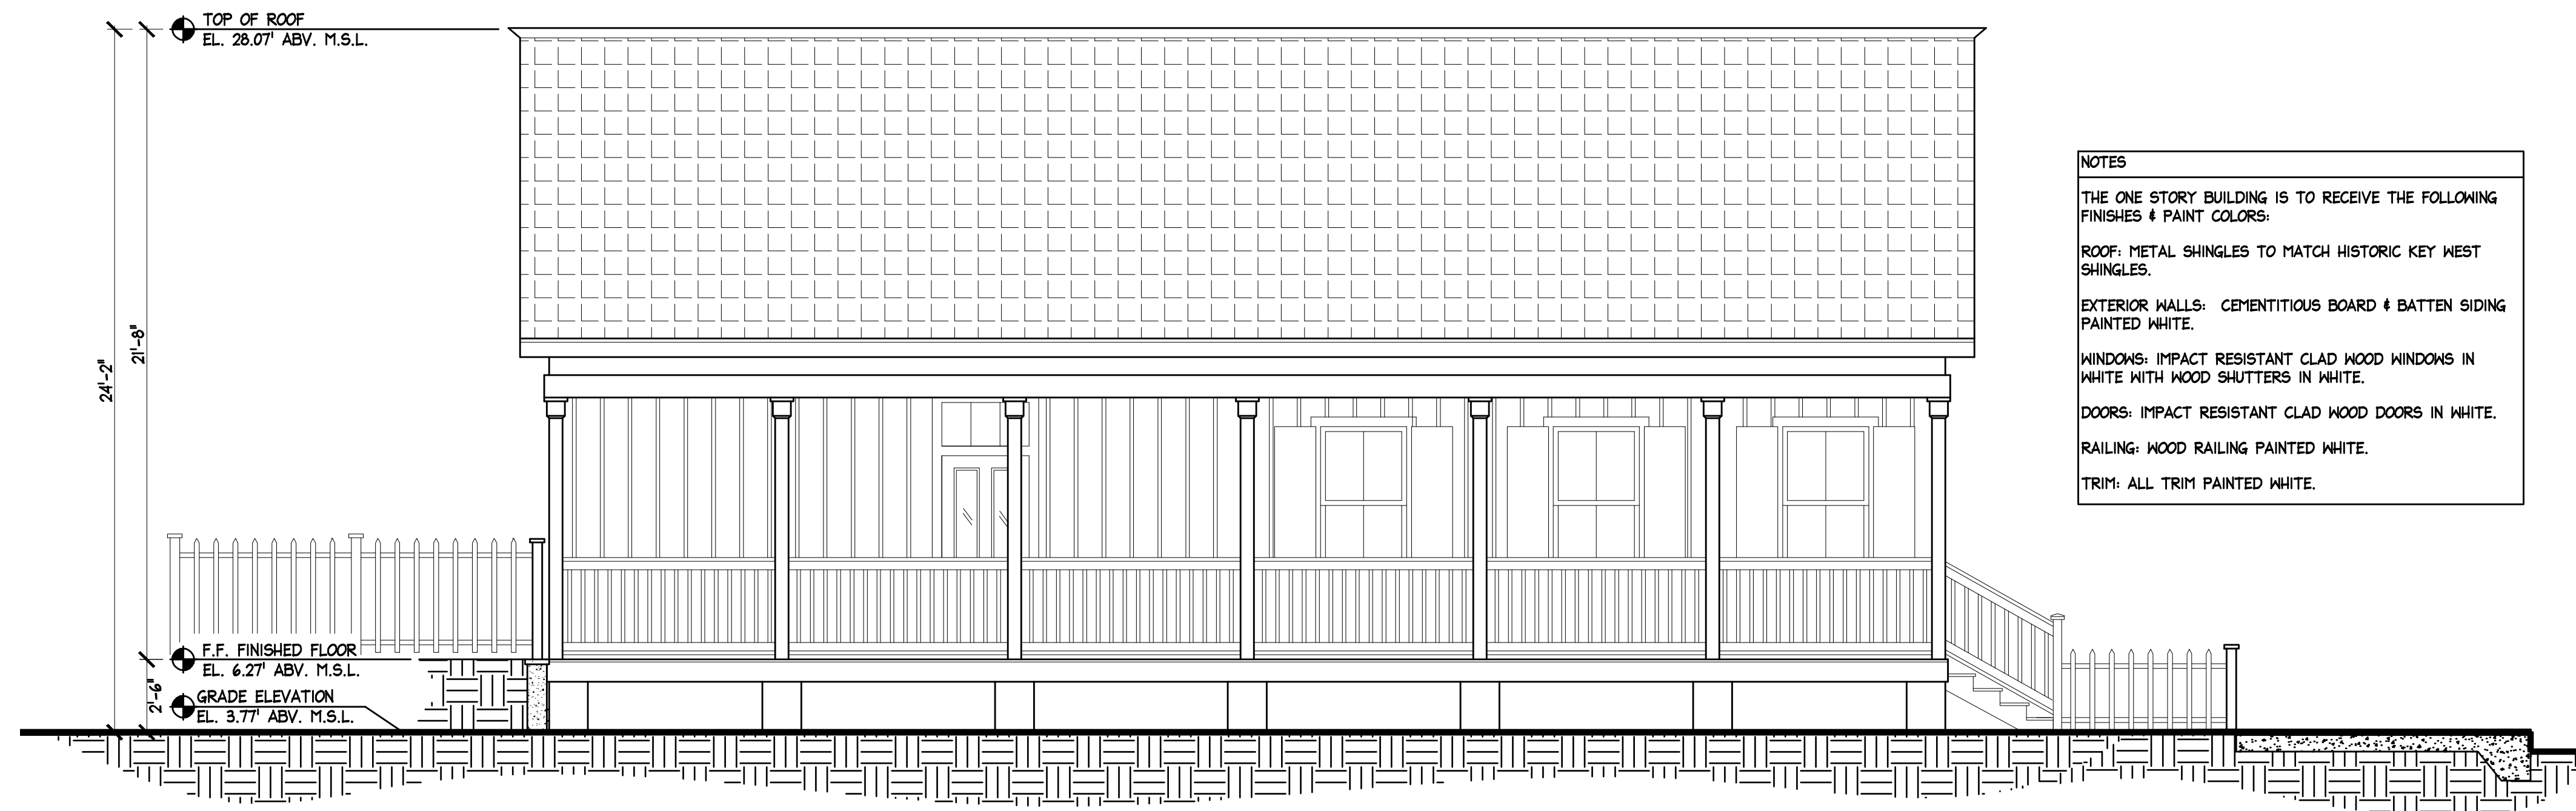 TOP OF ROOF
EL. 28.07' ABV. M.S.L.
24'-2"
21'-8"
F.F. FINISHED FLOOR
EL. 6.27' ABV. M.S.L.
2'-6"
GRADE ELEVATION
EL. 3.77' ABV. M.S.L.
NOTES
THE ONE STORY BUILDING IS TO RECEIVE THE FOLLOWING
FINISHES & PAINT COLORS:
ROOF: METAL SHINGLES TO MATCH HISTORIC KEY WEST
SHINGLES.
EXTERIOR WALLS: CEMENTITIOUS BOARD & BATTEN SIDING
PAINTED WHITE.
WINDOWS: IMPACT RESISTANT CLAD WOOD WINDOWS IN
WHITE WITH WOOD SHUTTERS IN WHITE.
DOORS: IMPACT RESISTANT CLAD WOOD DOORS IN WHITE.
RAILING: WOOD RAILING PAINTED WHITE.
TRIM: ALL TRIM PAINTED WHITE.